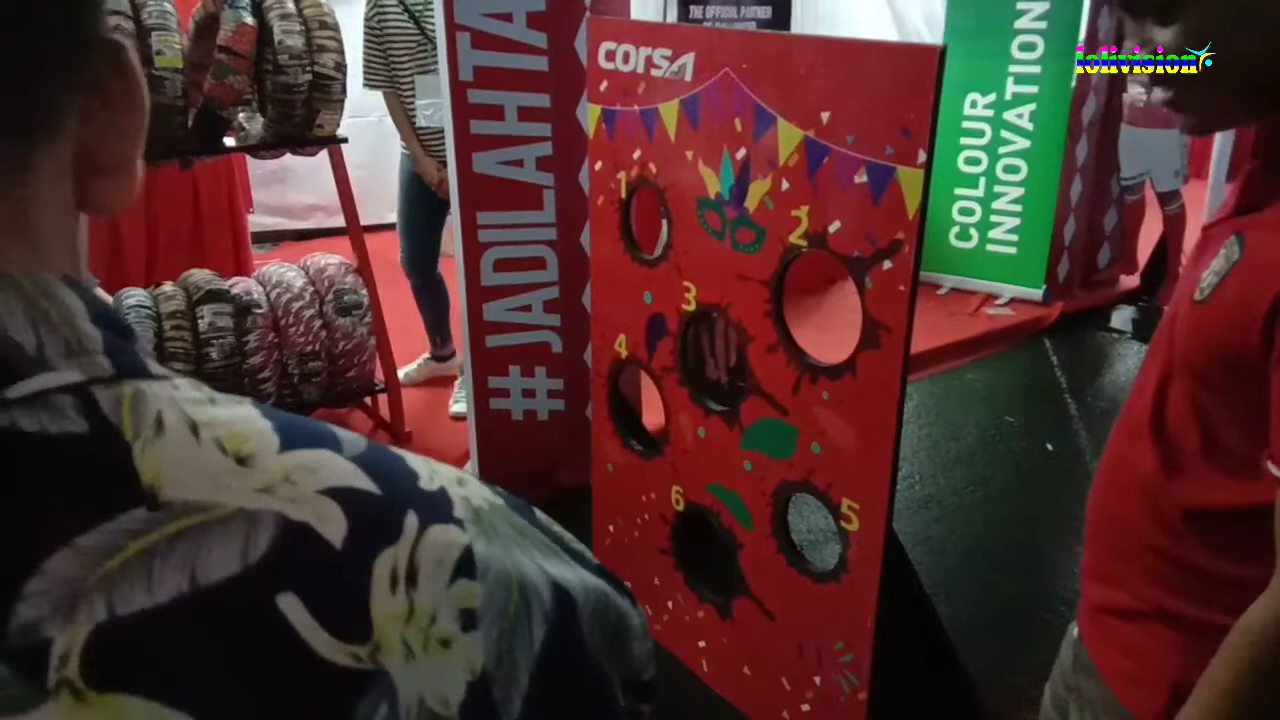 THE OFFICIAL PARTNER
CORSA
#JADILAHTA
COLOUR
INNOVATION
lolivision
1
2
3
4
5
6